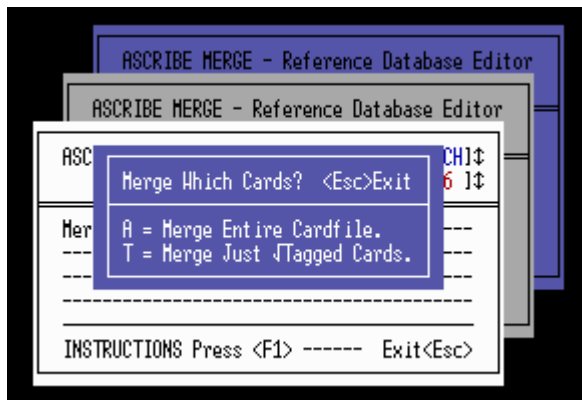 ASCRIBE MERGE - Reference Database Editor
ASCRIBE MERGE - Reference Database Editor
ASC CH]↕
Merge Which Cards? <Esc>Exit
6 ]↕
Mer A = Merge Entire Cardfile. ---
--- T = Merge Just √Tagged Cards. ---
--- ---
------------------------------------------
INSTRUCTIONS Press <F1> ------ Exit<Esc>